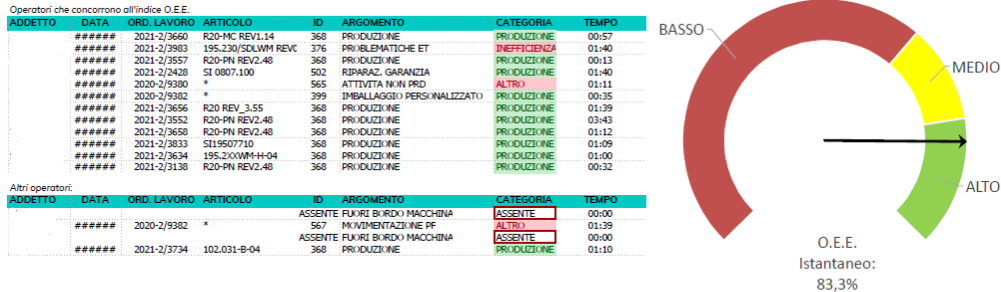 Operatori che concorrono all'indice O.E.E.
ADDETTO DATA ORD. LAVORO ARTICOLO ID ARGOMENTO CATEGORIA TEMPO
###### 2021-2/3660 R20-MC REV1.14 368 PRODUZIONE PRODUZIONE 00:57
###### 2021-2/3983 195.230/SDLWM REV( 376 PROBLEMATICHE ET INEFFICIENZA 01:40
###### 2021-2/3557 R20-PN REV2.48 368 PRODUZIONE PRODUZIONE 00:13
###### 2021-2/2428 SI 0807.100 502 RIPARAZ. GARANZIA PRODUZIONE 01:40
###### 2020-2/9380 * 565 ATTIVITA NON PRD ALTRO 01:11
###### 2020-2/9382 * 399 IMBALLAGGIO PERSONALIZZATO PRODUZIONE 00:35
###### 2021-2/3656 R20 REV_3.55 368 PRODUZIONE PRODUZIONE 01:39
###### 2021-2/3552 R20-PN REV2.48 368 PRODUZIONE PRODUZIONE 03:43
###### 2021-2/3658 R20-PN REV2.48 368 PRODUZIONE PRODUZIONE 01:12
###### 2021-2/3833 SI19507710 368 PRODUZIONE PRODUZIONE 01:09
###### 2021-2/3634 195.2XXWM-H-04 368 PRODUZIONE PRODUZIONE 01:00
###### 2021-2/3138 R20-PN REV2.48 368 PRODUZIONE PRODUZIONE 00:32
Altri operatori:
ADDETTO DATA ORD. LAVORO ARTICOLO ID ARGOMENTO CATEGORIA TEMPO
ASSENTE FUORI BORDO MACCHINA ASSENTE 00:00
###### 2020-2/9382 * 567 MOVIMENTAZIONE PF ALTRO 01:39
ASSENTE FUORI BORDO MACCHINA ASSENTE 00:00
###### 2021-2/3734 102.031-B-04 368 PRODUZIONE PRODUZIONE 01:10
BASSO
MEDIO
ALTO
O.E.E.
Istantaneo:
83,3%